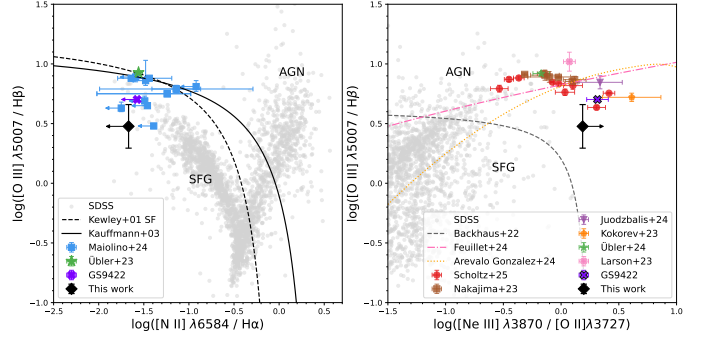 1.5
1.0
0.5
0.0
−0.5
−1.0
−2.5
−2.0
−1.5
−1.0
−0.5
0.0
0.5
log([O III] λ5007 / Hβ)
log([N II] λ6584 / Hα)
AGN
SFG
SDSS
Kewley+01 SF
Kauffmann+03
Maiolino+24
Übler+23
GS9422
This work
1.5
1.0
0.5
0.0
−0.5
−1.0
−1.5
−1.0
−0.5
0.0
0.5
1.0
log([O III] λ5007 / Hβ)
log([Ne III] λ3870 / [O II]λ3727)
AGN
SFG
SDSS
Backhaus+22
Feuillet+24
Arevalo Gonzalez+24
Scholtz+25
Nakajima+23
Juodzbalis+24
Kokorev+23
Übler+24
Larson+23
GS9422
This work